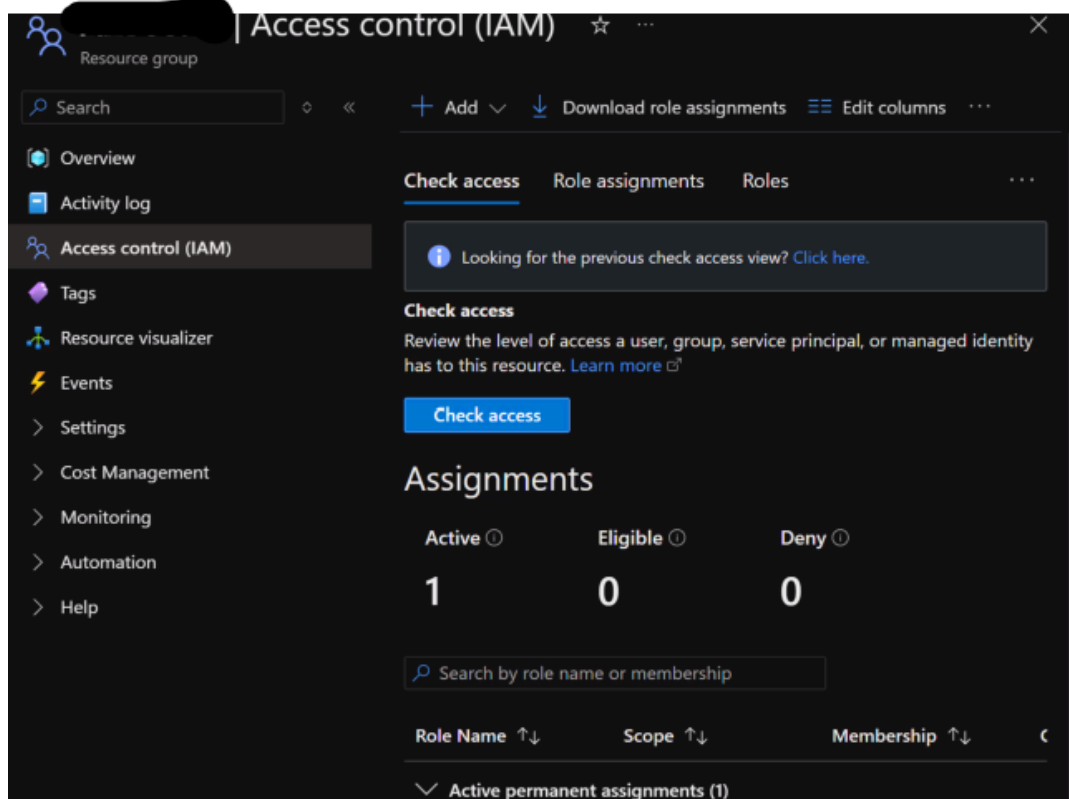 | Access control (IAM)
Resource group
Search
Overview
Activity log
Access control (IAM)
Tags
Resource visualizer
Events
Settings
Cost Management
Monitoring
Automation
Help
Add
Download role assignments
Edit columns
Check access
Role assignments
Roles
Looking for the previous check access view? Click here.
Check access
Review the level of access a user, group, service principal, or managed identity
has to this resource. Learn more
Check access
Assignments
Active
Eligible
Deny
1
0
0
Search by role name or membership
Role Name
Scope
Membership
Active permanent assignments (1)